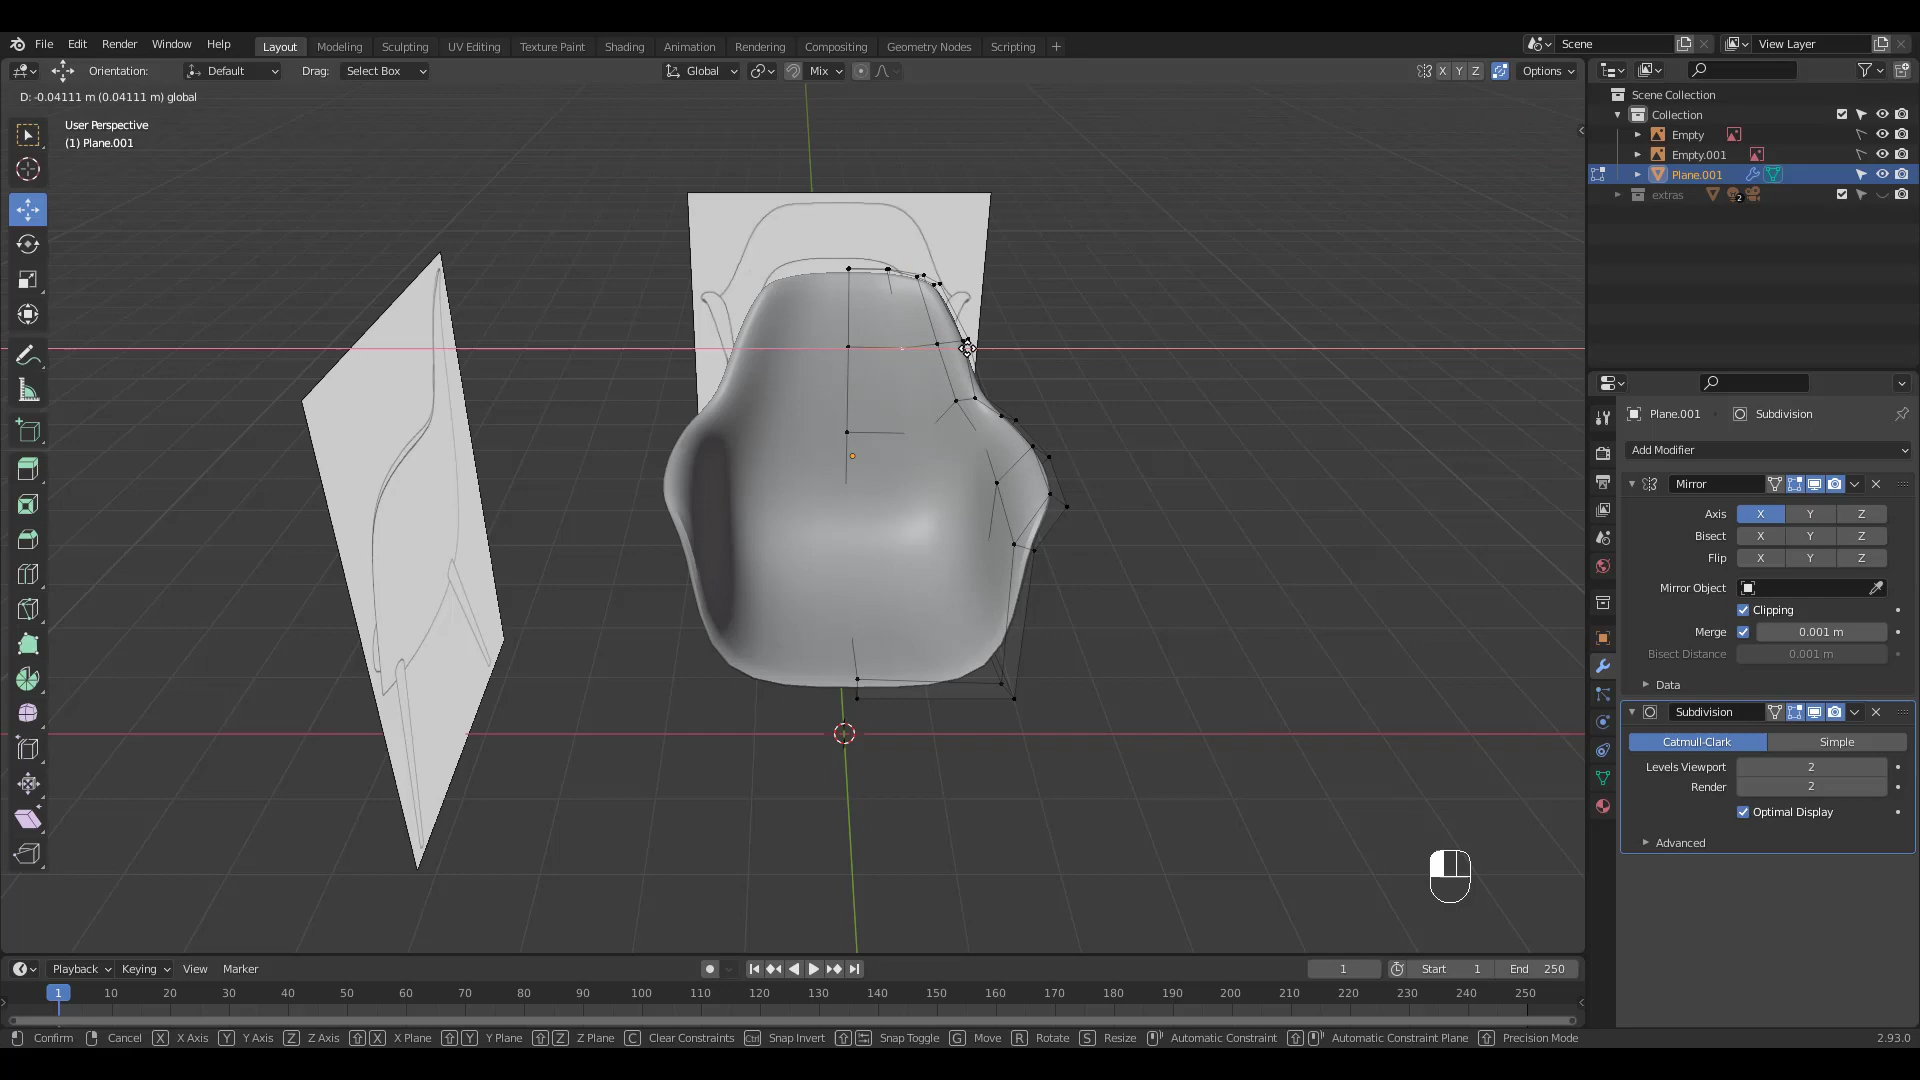 File Edit Render Window Help Layout Modeling Sculpting UV Editing Texture Paint Shading Animation Rendering Compositing Geometry Nodes Scripting + Scene View Layer
Orientation: Default Drag: Select Box Global Mix X Y Z Options
D: -0.04111 m (0.04111 m) global
User Perspective
(1) Plane.001
Scene Collection
Collection
Empty
Empty.001
Plane.001
extras 2
Plane.001 Subdivision
Add Modifier
Mirror
Axis X Y Z
Bisect X Y Z
Flip X Y Z
Mirror Object
Clipping
Merge 0.001 m
Bisect Distance 0.001 m
Data
Subdivision
Catmull-Clark Simple
Levels Viewport 2
Render 2
Optimal Display
Advanced
Playback Keying View Marker 1 Start 1 End 250
1 10 20 30 40 50 60 70 80 90 100 110 120 130 140 150 160 170 180 190 200 210 220 230 240 250
Confirm Cancel X X Axis Y Y Axis Z Z Axis X X Plane Y Y Plane Z Z Plane C Clear Constraints Ctrl Snap Invert Snap Toggle G Move R Rotate S Resize Automatic Constraint Automatic Constraint Plane Precision Mode 2.93.0